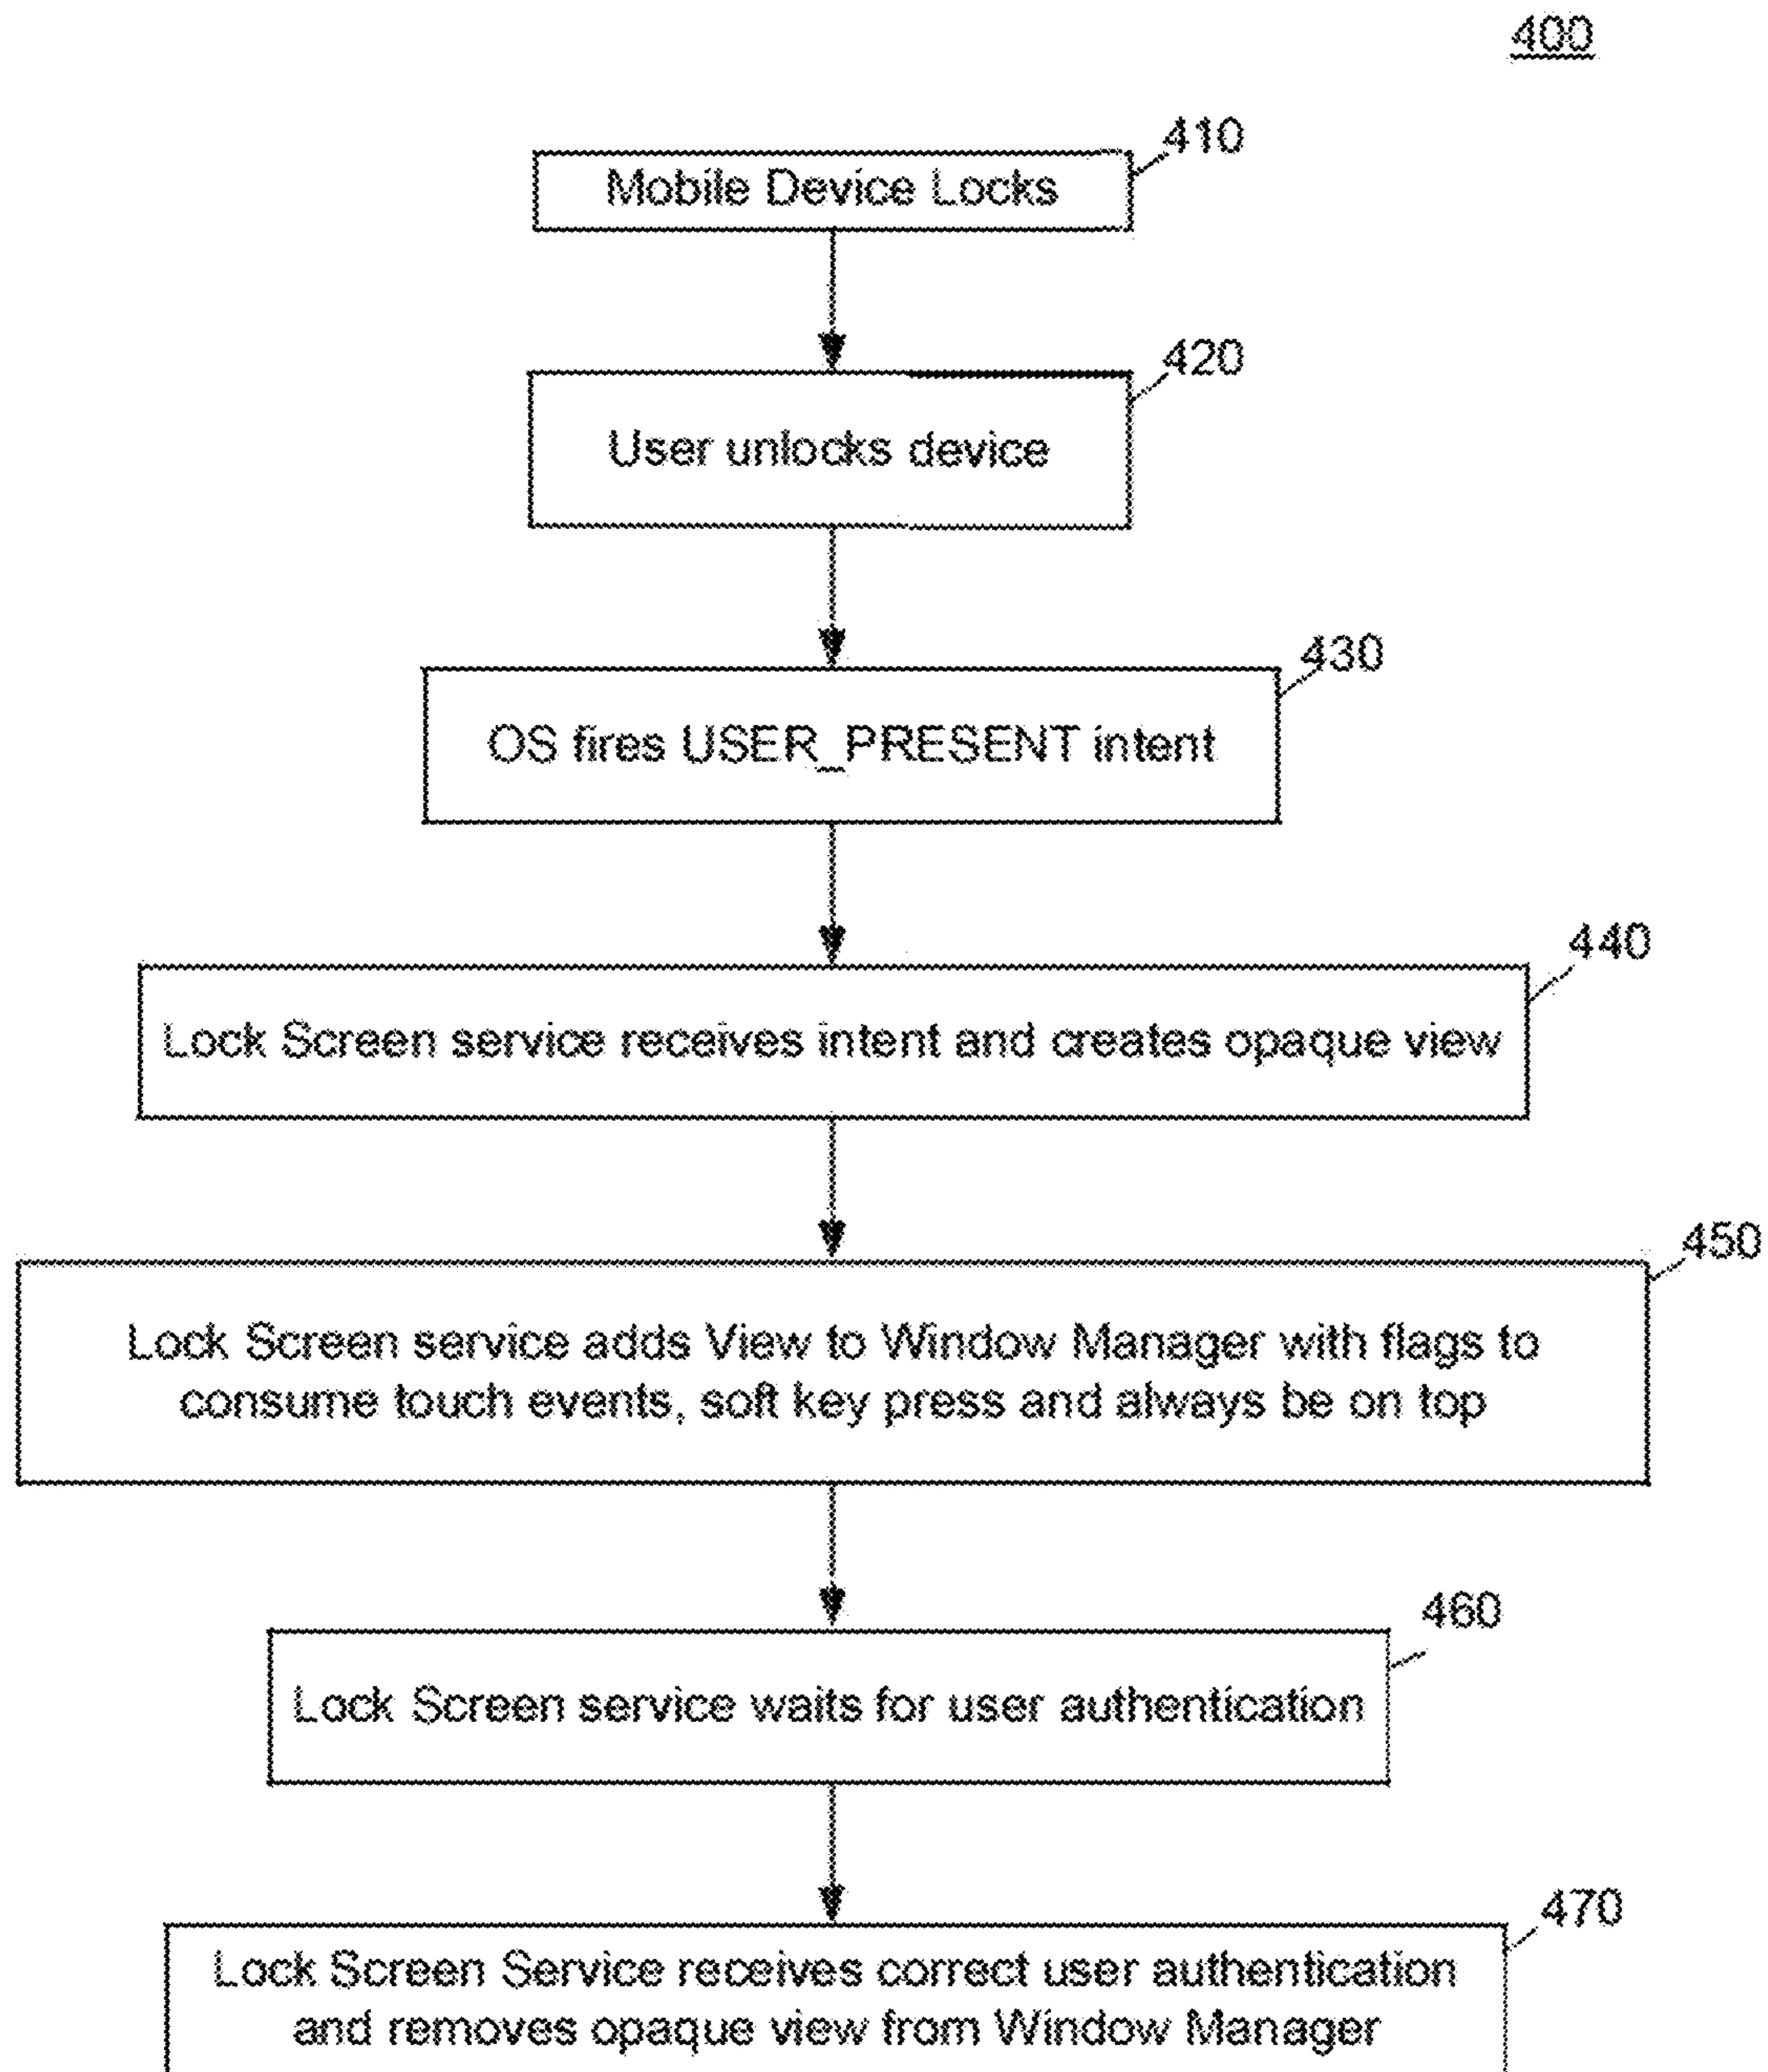 400
410
Mobile Device Locks
420
User unlocks device
430
OS fires USER_PRESENT intent
440
Lock Screen service receives intent and creates opaque view
450
Lock Screen service adds View to Window Manager with flags to
consume touch events, soft key press and always be on top
460
Lock Screen service waits for user authentication
470
Lock Screen Service receives correct user authentication
and removes opaque view from Window Manager